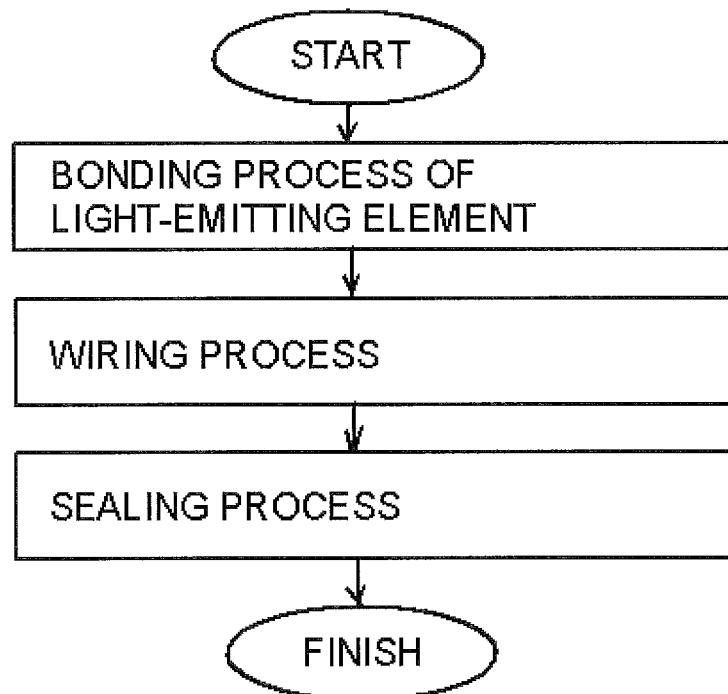 START
BONDING PROCESS OF
LIGHT-EMITTING ELEMENT
WIRING PROCESS
SEALING PROCESS
FINISH